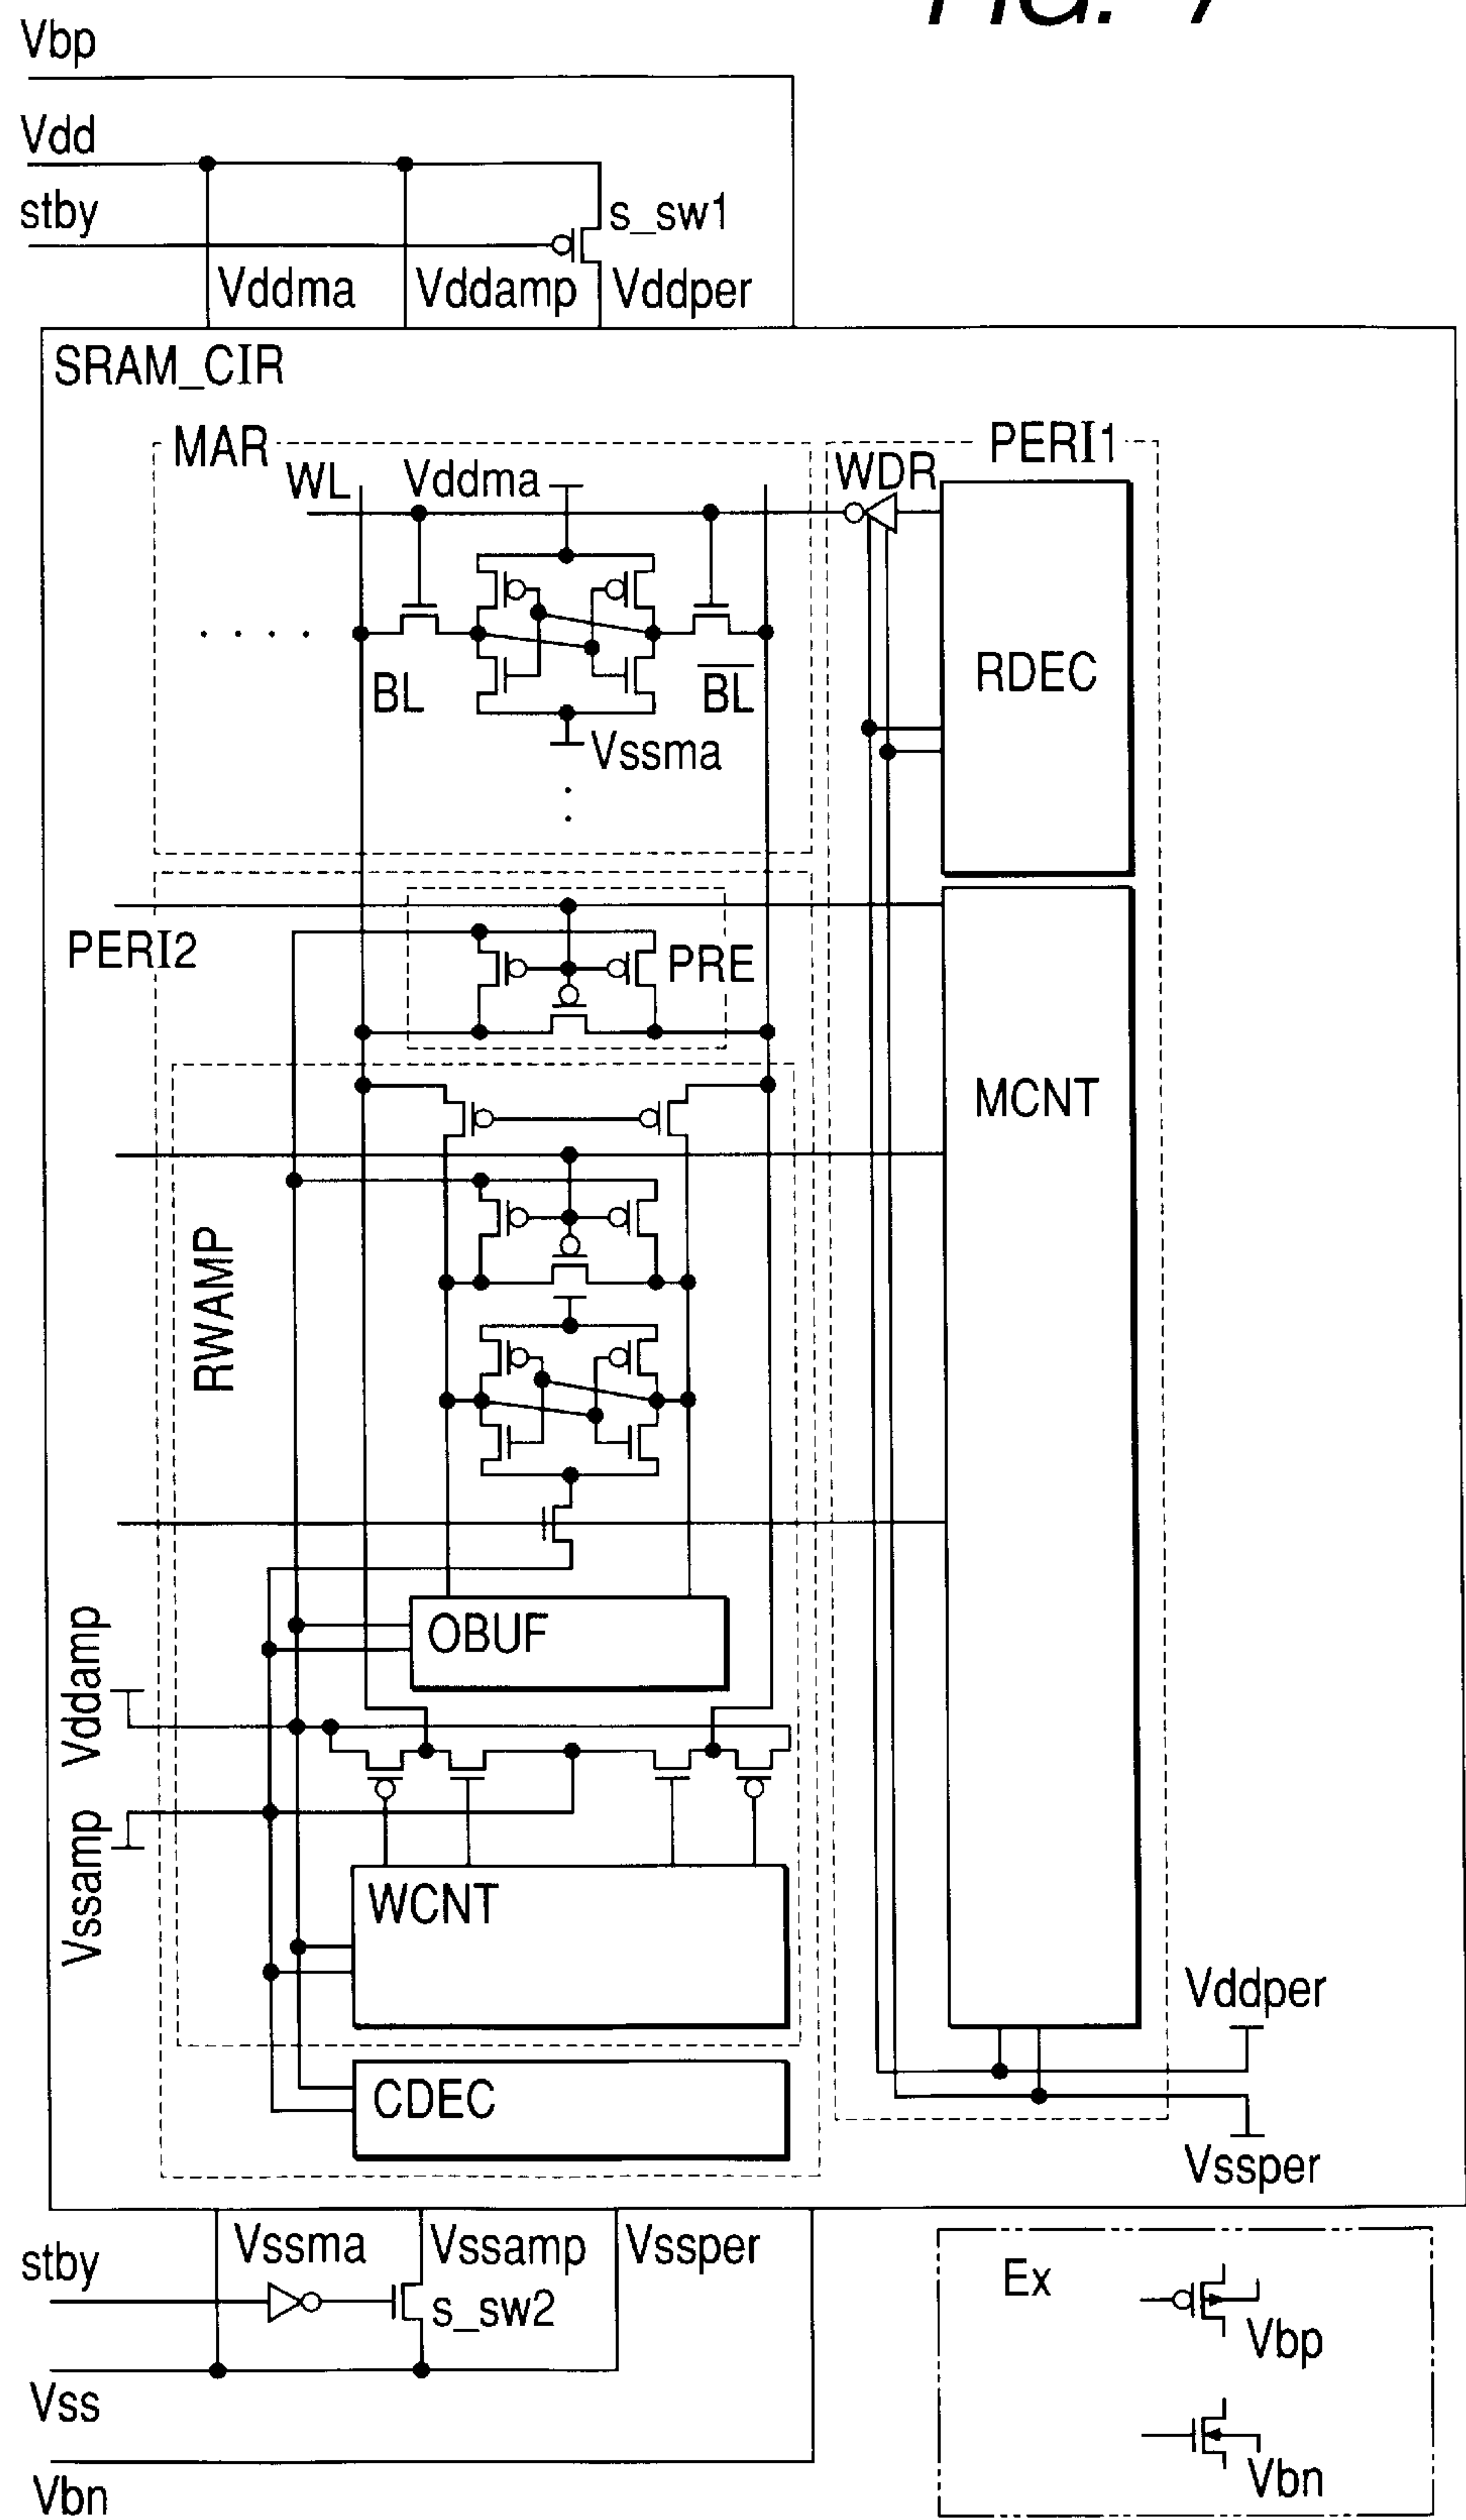 Vbp
Vdd
stby
s_sw1
Vddma
Vddamp
Vddper
SRAM_CIR
MAR
PERI1
WL
Vddma
WDR
RDEC
BL
BL
Vssma
PERI2
PRE
MCNT
RWAMP
OBUF
Vddamp
Vssamp
WCNT
Vddper
CDEC
Vssper
Vssma
Vssamp
Vssper
stby
s_sw2
Ex
Vbp
Vss
Vbn
Vbn